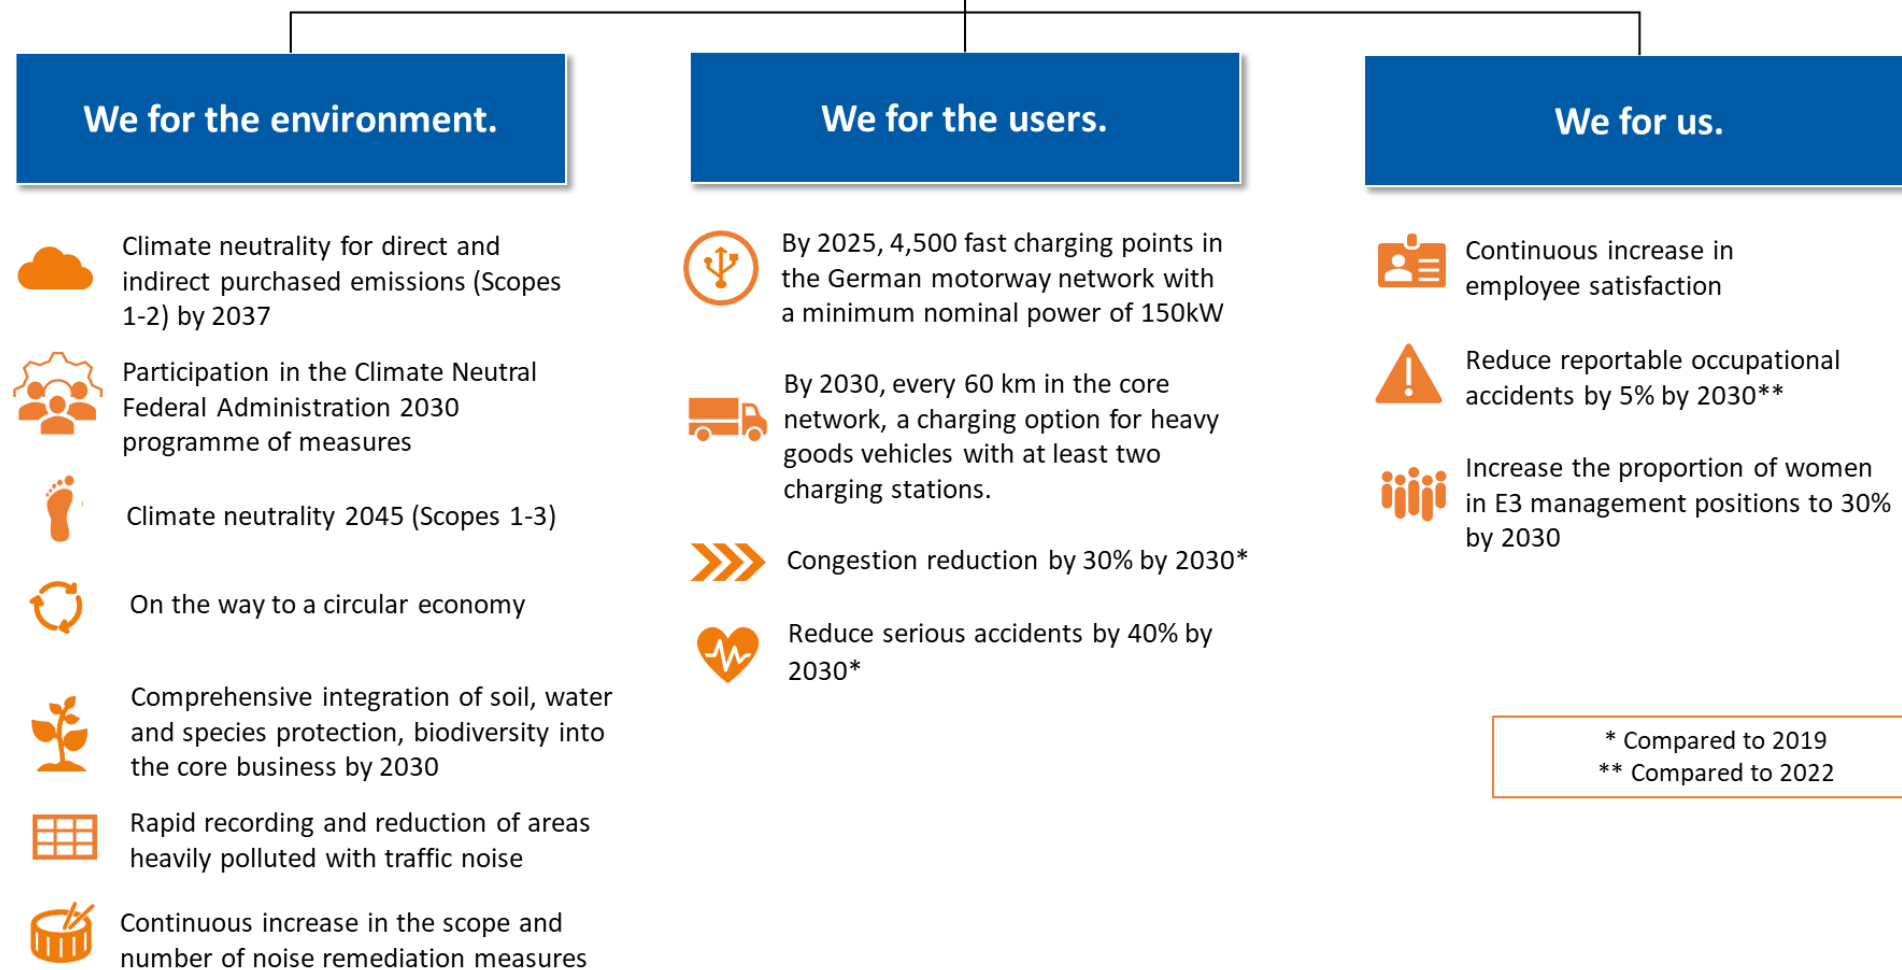 We for the environment.
Climate neutrality for direct and
indirect purchased emissions (Scopes
1-2) by 2037
Participation in the Climate Neutral
Federal Administration 2030
programme of measures
Climate neutrality 2045 (Scopes 1-3)
On the way to a circular economy
Comprehensive integration of soil, water
and species protection, biodiversity into
the core business by 2030
Rapid recording and reduction of areas
heavily polluted with traffic noise
Continuous increase in the scope and
number of noise remediation measures
We for the users.
By 2025, 4,500 fast charging points in
the German motorway network with
a minimum nominal power of 150kW
By 2030, every 60 km in the core
network, a charging option for heavy
goods vehicles with at least two
charging stations.
Congestion reduction by 30% by 2030*
Reduce serious accidents by 40% by
2030*
We for us.
Continuous increase in
employee satisfaction
Reduce reportable occupational
accidents by 5% by 2030**
Increase the proportion of women
in E3 management positions to 30%
by 2030
* Compared to 2019
** Compared to 2022